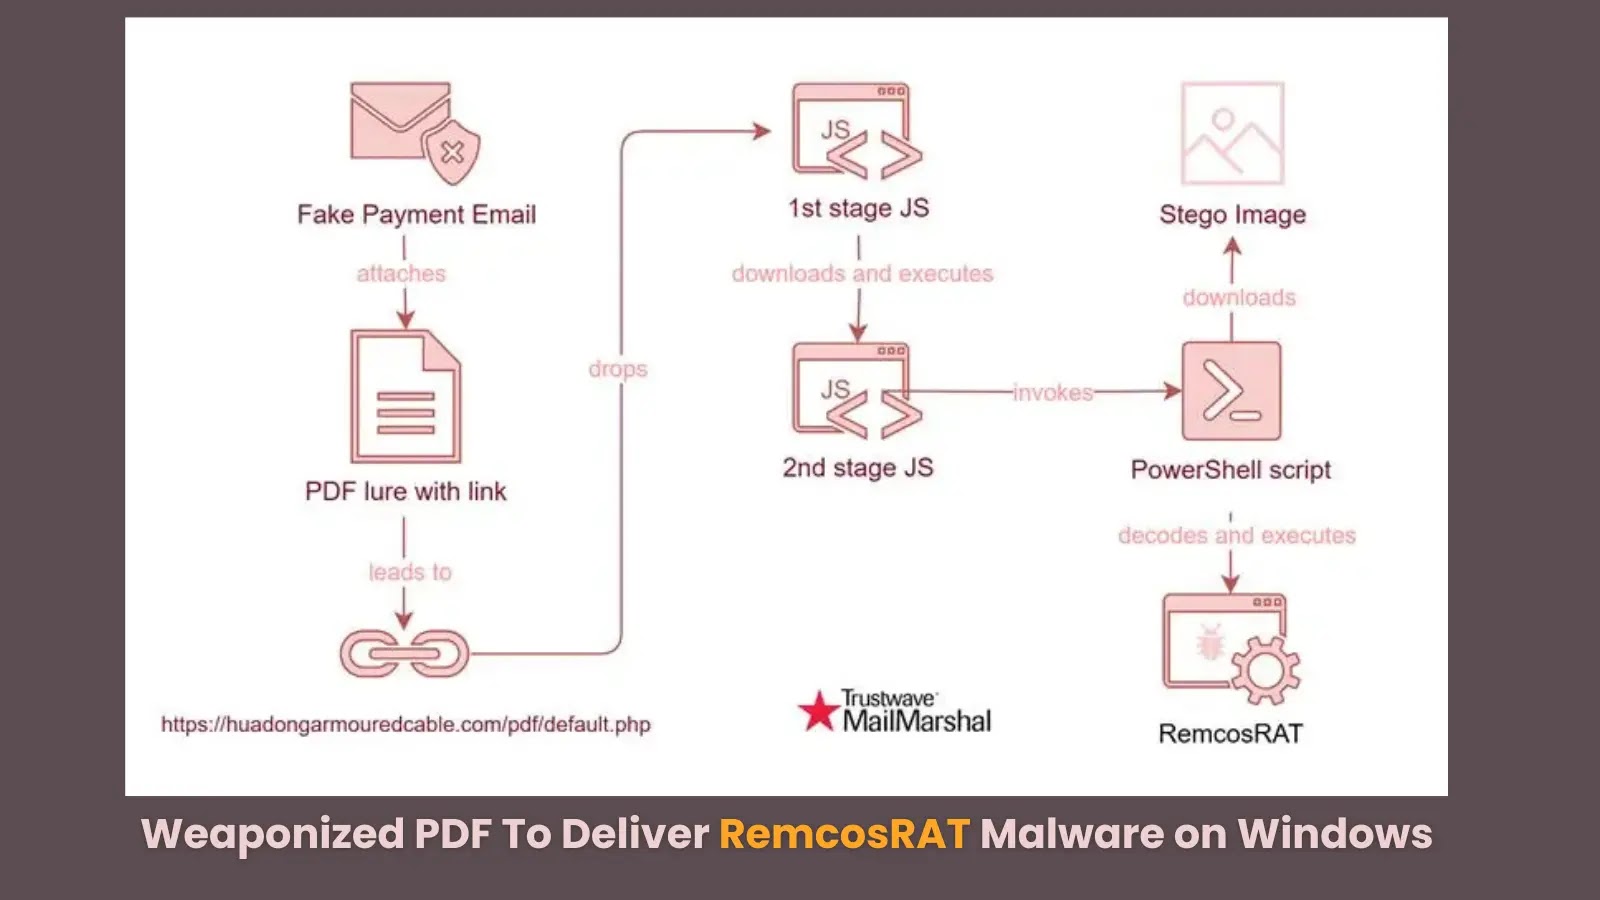 Fake Payment Email
attaches
PDF lure with link
leads to
https://huadongarmouredcable.com/pdf/default.php
drops
JS
1st stage JS
downloads and executes
JS
2nd stage JS
invokes
Stego Image
downloads
PowerShell script
decodes and executes
RemcosRAT
Trustwave®
MailMarshal
Weaponized PDF To Deliver RemcosRAT Malware on Windows